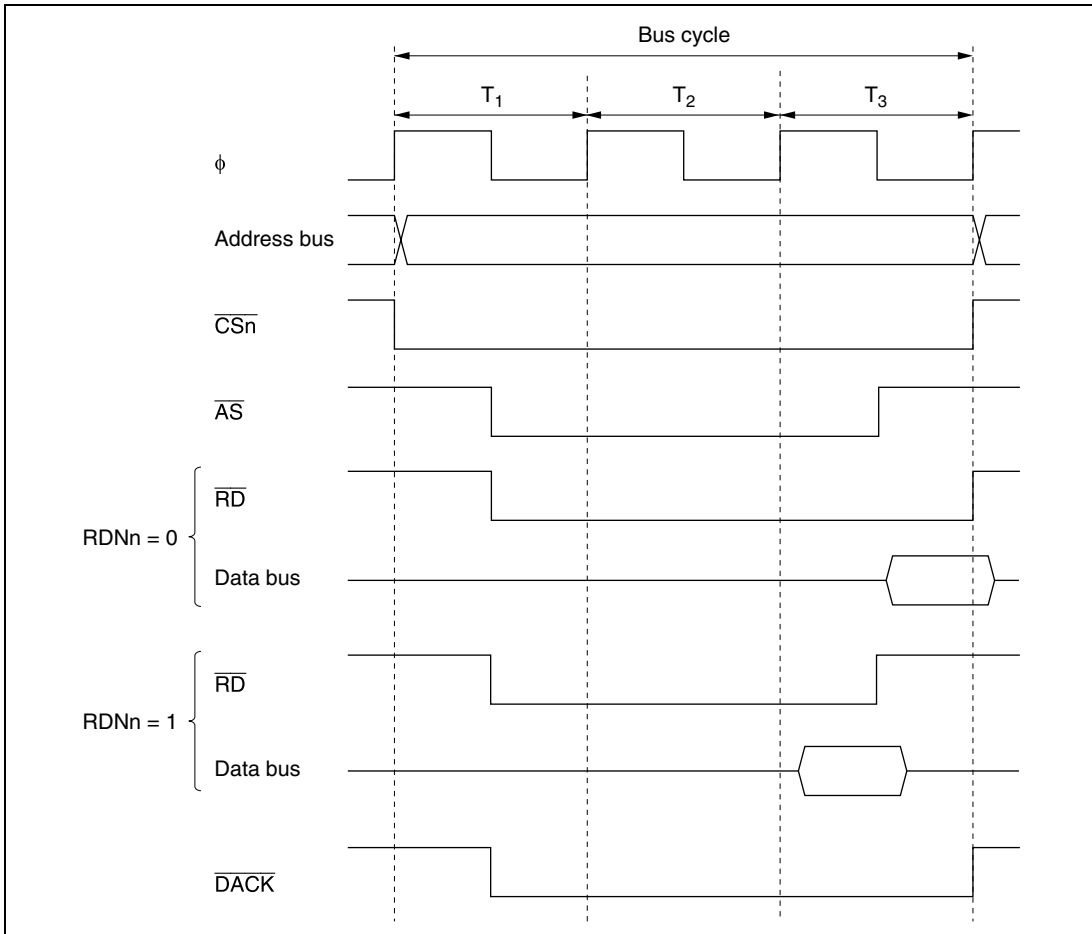 Bus cycle
T₁ T₂ T₃
φ
Address bus
CSn
AS
RD
RDNn = 0
Data bus
RD
RDNn = 1
Data bus
DACK